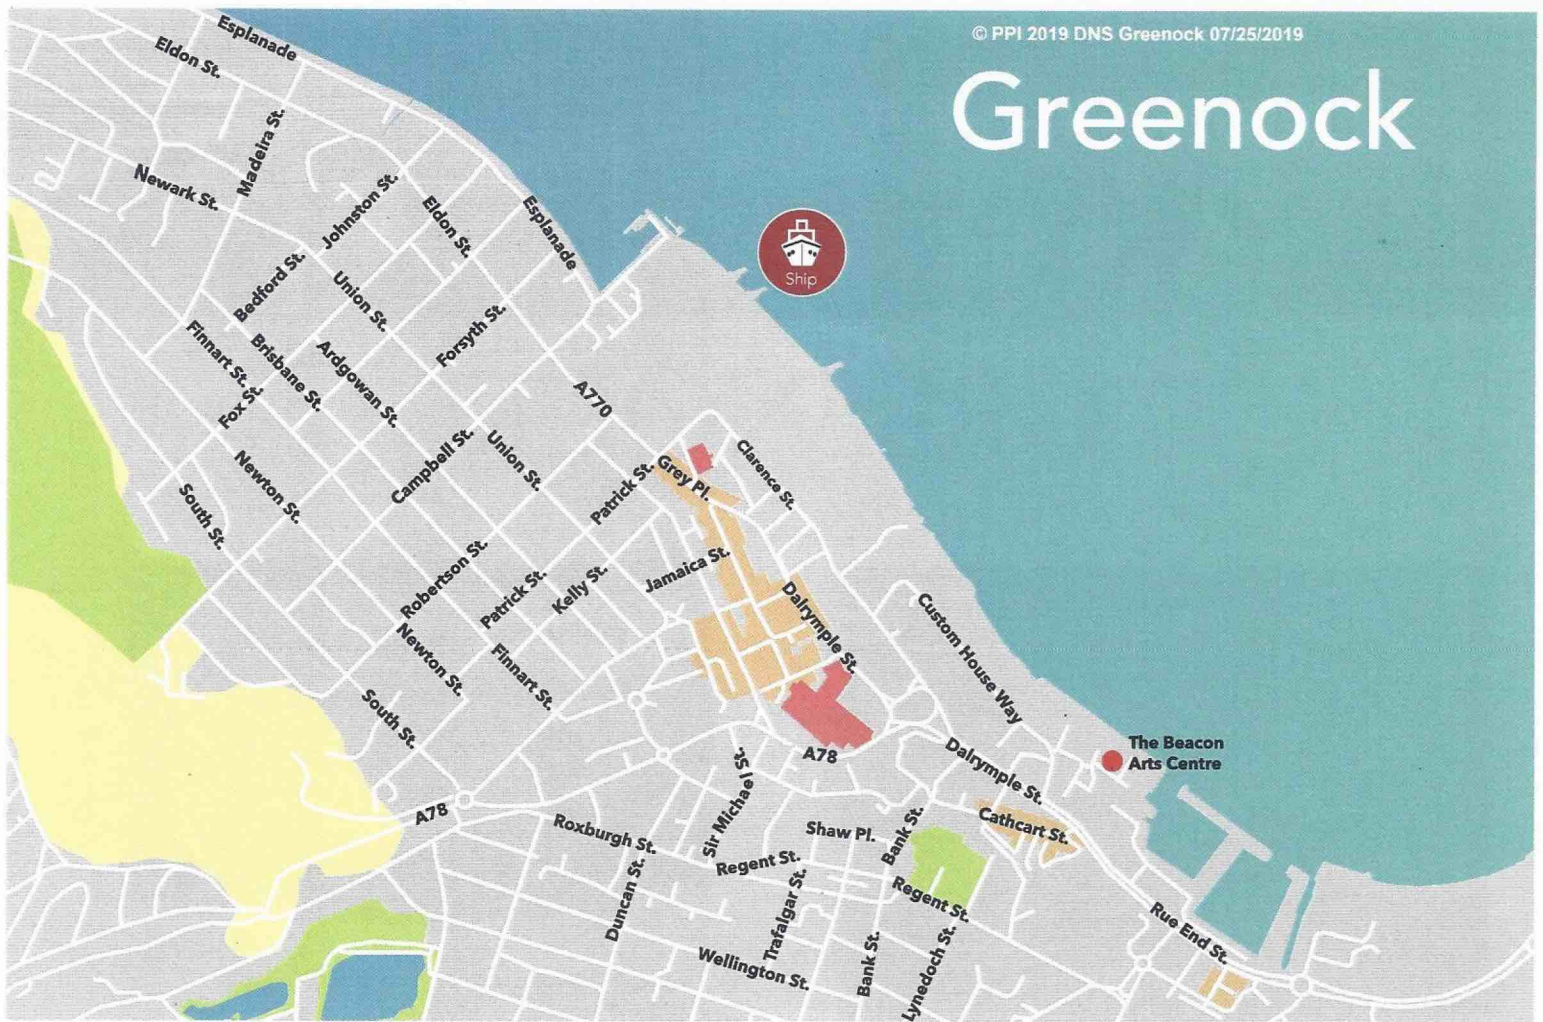 © PPI 2019 DNS Greenock 07/25/2019
Greenock
Esplanade
Eldon St.
Madeira St.
Newark St.
Johnston St.
Eldon St.
Esplanade
Ship
Bedford St.
Union St.
Forsyth St.
Finnart St.
Brisbane St.
Ardgowan St.
Fox St.
A770
Campbell St.
Union St.
Clarence St.
Grey Pl.
Patrick St.
Newton St.
South St.
Jamaica St.
Robertson St.
Patrick St.
Kelly St.
Dalrymple St.
Custom House Way
Newton St.
Finnart St.
South St.
A78
The Beacon
Arts Centre
Dalrymple St.
Sir Michael St.
A78
Roxburgh St.
Shaw Pl.
Bank St.
Cathcart St.
Regent St.
Regent St.
Duncan St.
Trafalgar St.
Rue End St.
Wellington St.
Bank St.
Lynedoch St.